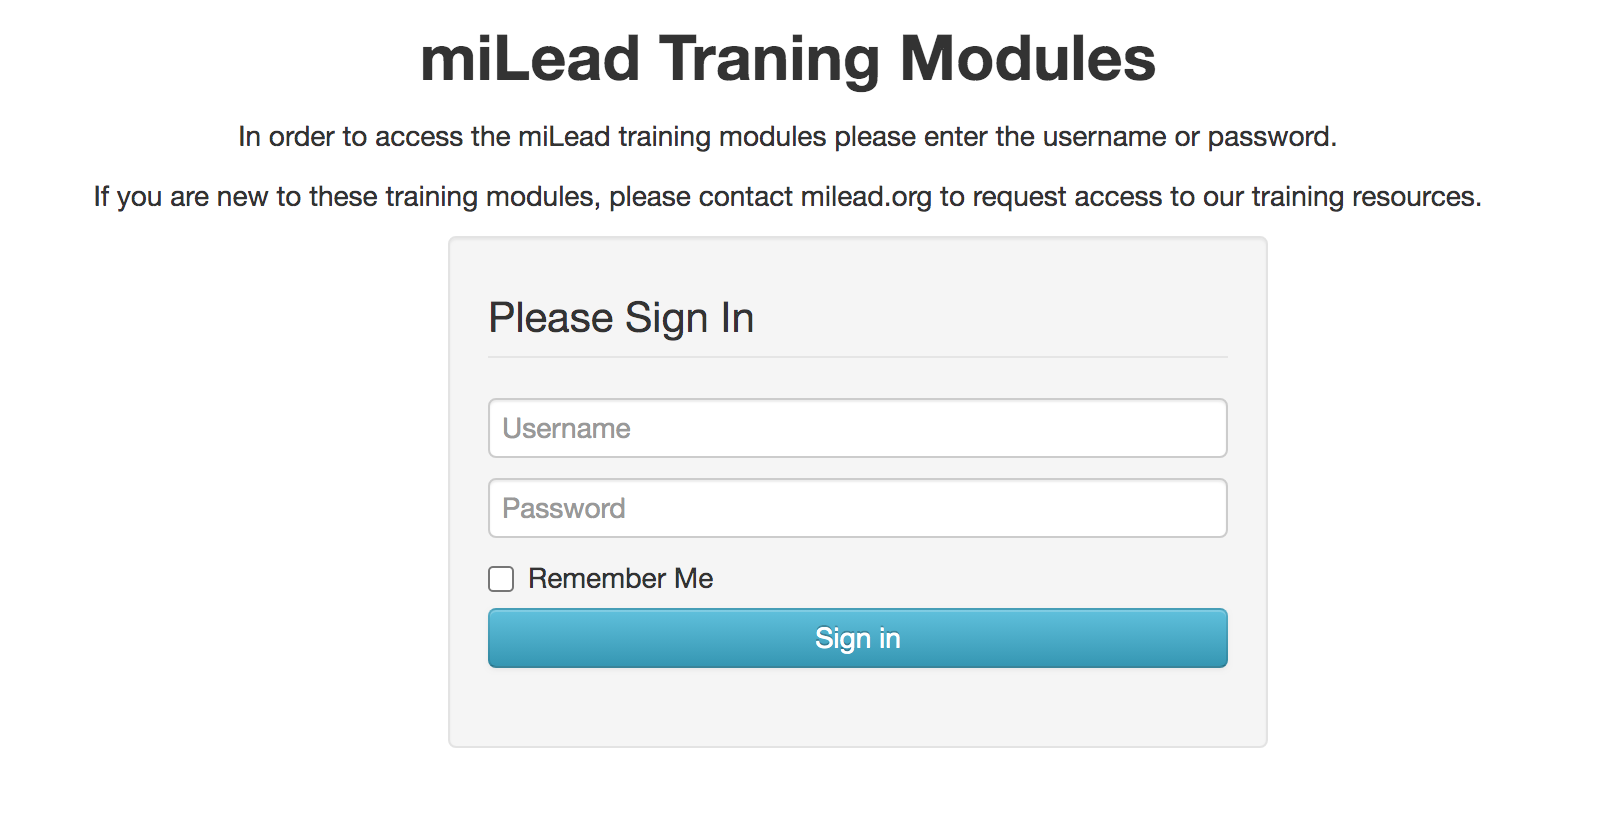 miLead Traning Modules
In order to access the miLead training modules please enter the username or password.
If you are new to these training modules, please contact milead.org to request access to our training resources.
Please Sign In
Username
Password
Remember Me
Sign in